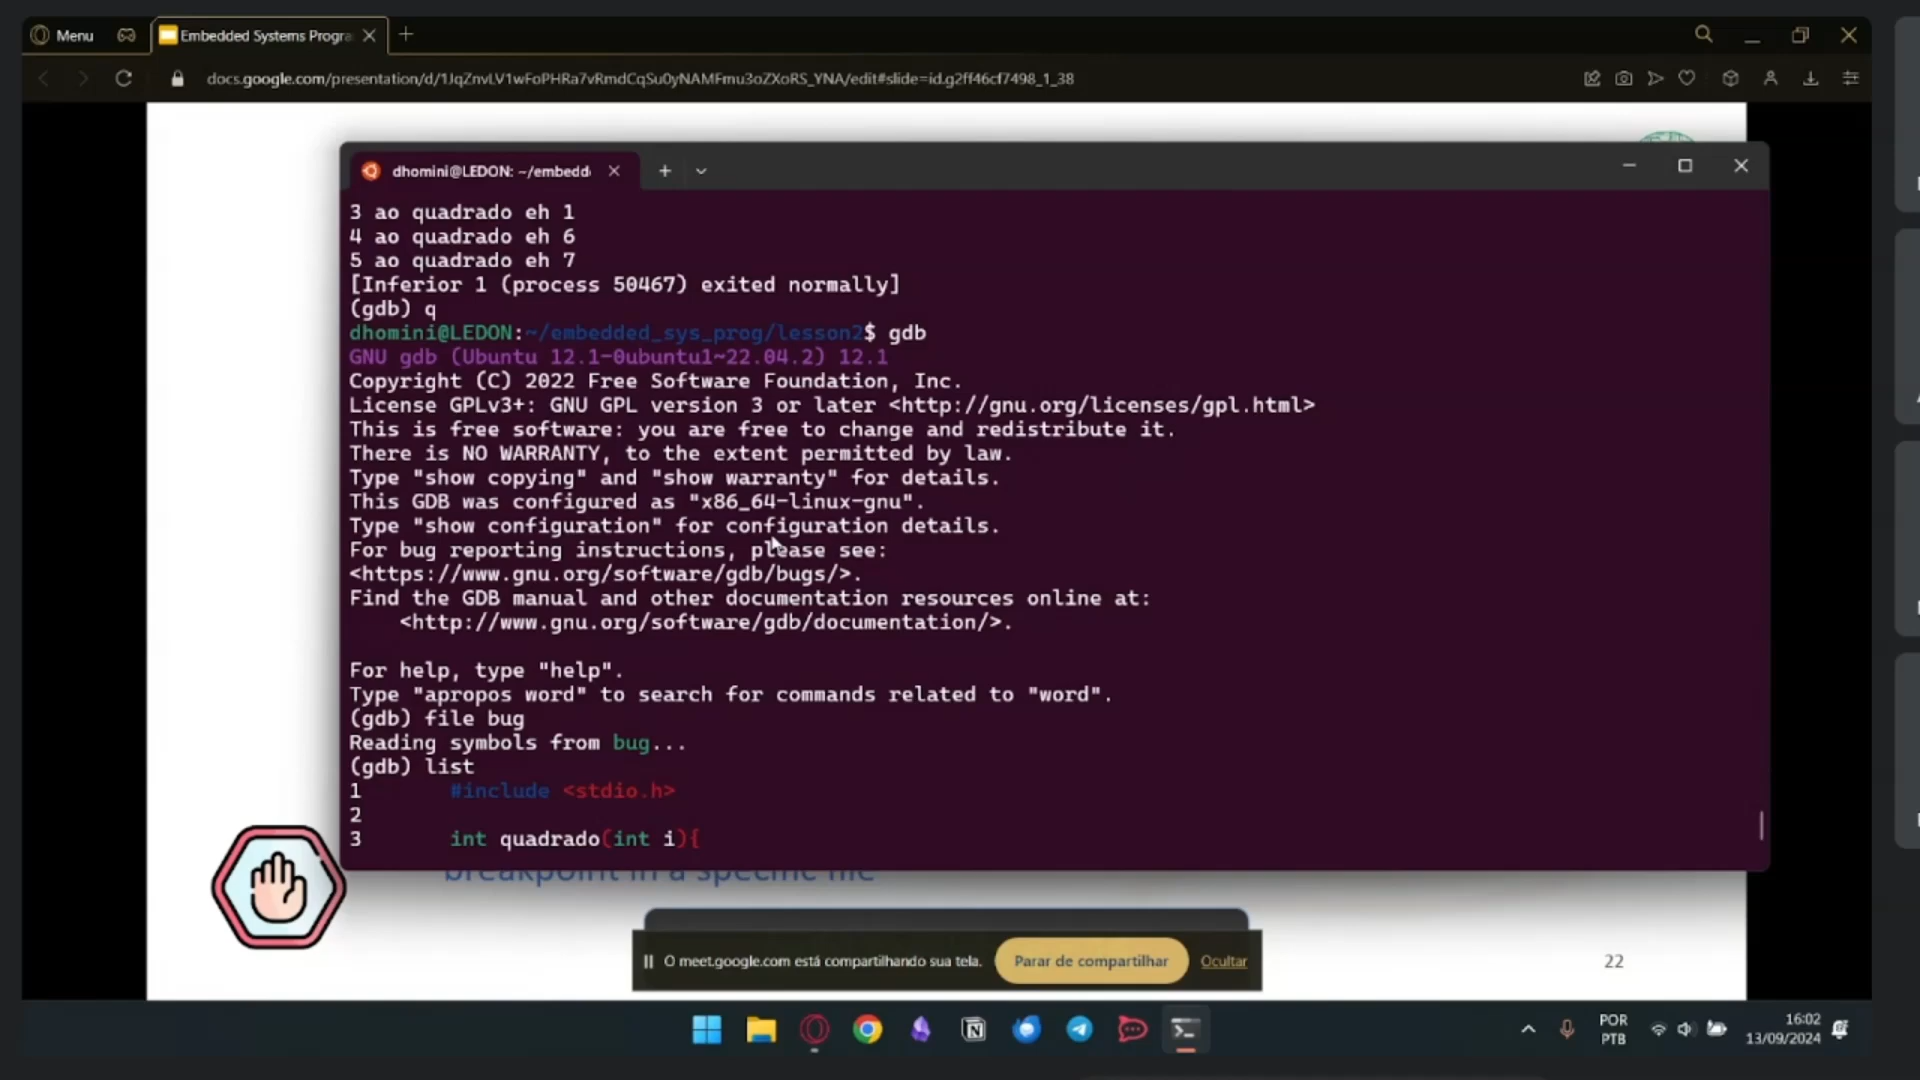 Menu
Embedded Systems Progra
docs.google.com/presentation/d/1JqZnvLV1wFoPHRa7vRmdCqSu0yNAMFmu3oZXoRS_YNA/edit#slide=id.g2ff46cf7498_1_38
dhomini@LEDON: ~/embedd
3 ao quadrado eh 1
4 ao quadrado eh 6
5 ao quadrado eh 7
[Inferior 1 (process 50467) exited normally]
(gdb) q
dhomini@LEDON:~/embedded_sys_prog/lesson2$ gdb
GNU gdb (Ubuntu 12.1-0ubuntu1~22.04.2) 12.1
Copyright (C) 2022 Free Software Foundation, Inc.
License GPLv3+: GNU GPL version 3 or later <http://gnu.org/licenses/gpl.html>
This is free software: you are free to change and redistribute it.
There is NO WARRANTY, to the extent permitted by law.
Type "show copying" and "show warranty" for details.
This GDB was configured as "x86_64-linux-gnu".
Type "show configuration" for configuration details.
For bug reporting instructions, please see:
<https://www.gnu.org/software/gdb/bugs/>.
Find the GDB manual and other documentation resources online at:
<http://www.gnu.org/software/gdb/documentation/>.
For help, type "help".
Type "apropos word" to search for commands related to "word".
(gdb) file bug
Reading symbols from bug...
(gdb) list
1 #include <stdio.h>
2
3 int quadrado(int i){
breakpoint in a specific file
O meet.google.com está compartilhando sua tela. Parar de compartilhar Ocultar
22
POR
PTB
16:02
13/09/2024